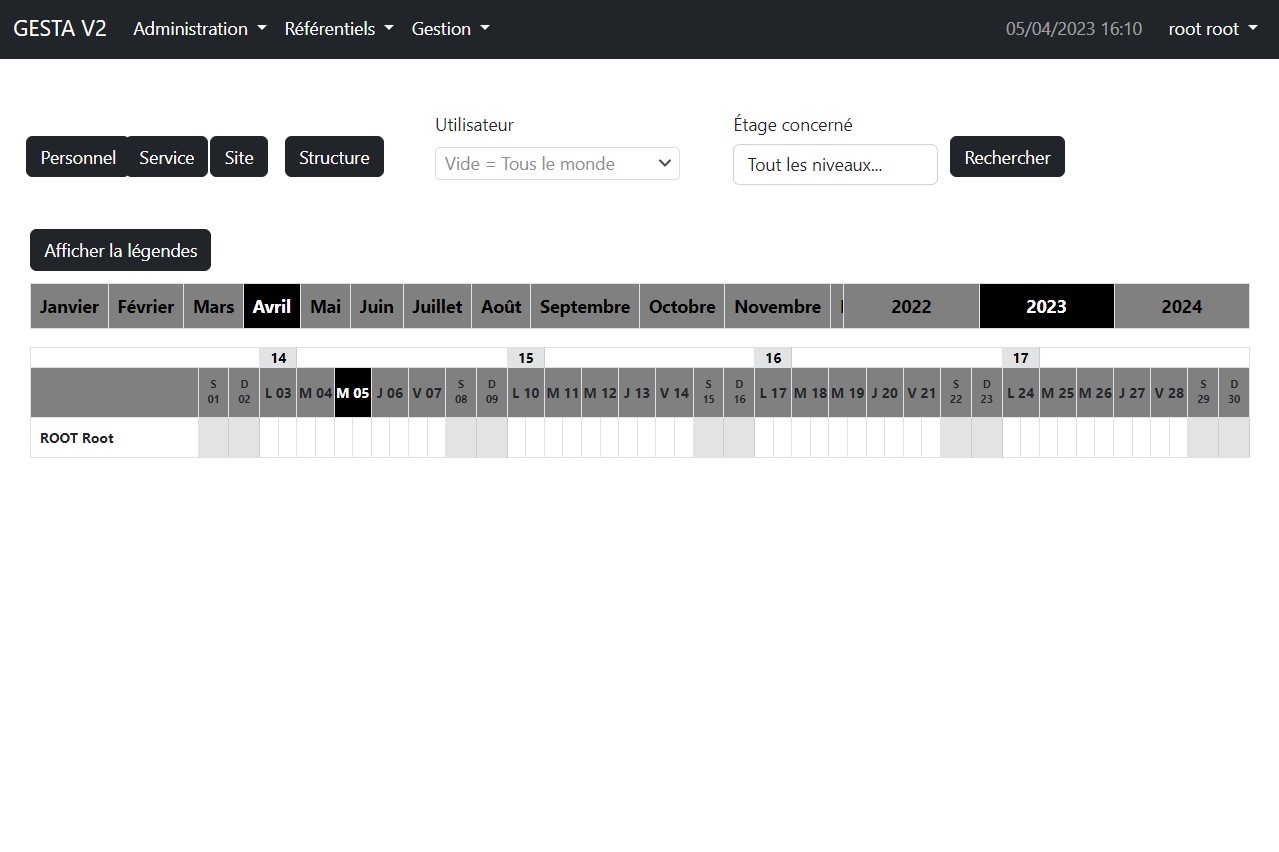 GESTA V2 Administration Référentiels Gestion 05/04/2023 16:10 root root
Utilisateur Étage concerné
Personnel Service Site Structure Vide = Tous le monde Tout les niveaux... Rechercher
Afficher la légendes
Janvier Février Mars Avril Mai Juin Juillet Août Septembre Octobre Novembre 2022 2023 2024
14 15 16 17
S 01 D 02 L 03 M 04 M 05 J 06 V 07 S 08 D 09 L 10 M 11 M 12 J 13 V 14 S 15 D 16 L 17 M 18 M 19 J 20 V 21 S 22 D 23 L 24 M 25 M 26 J 27 V 28 S 29 D 30
ROOT Root